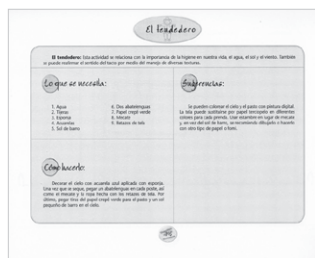 El tendedero
El tendedero: Esta actividad se relaciona con la importancia de la higiene en nuestra vida, el agua, el sol y el viento. También
se puede reafirmar el sentido del tacto por medio del manejo de diversas texturas.
Lo que se necesita:
1. Agua
2. Tierra
3. Esponja
4. Acuarelas
5. Sol de barro
6. Dos abatelenguas
7. Papel crepé verde
8. mecate
9. Retazos de tela
Sugerencias:
Se pueden colorear el cielo y el pasto con pintura digital.
La tela puede sustituirse por papel terciopelo en diferentes
colores para cada prenda. Usar estambre en lugar de mecate
y, en vez del sol de barro, se recomienda dibujarlo o hacerlo
con otro tipo de papel o foami.
Cómo hacerlo:
Decorar el cielo con acuarela azul aplicada con esponja.
Una vez que se seque, pegar un abatelenguas en cada poste, así
como el mecate y la ropa hecha con los retazos de tela. Por
último, pegar tiras del papel crepé verde para el pasto y un sol
pequeño de barro en el cielo.